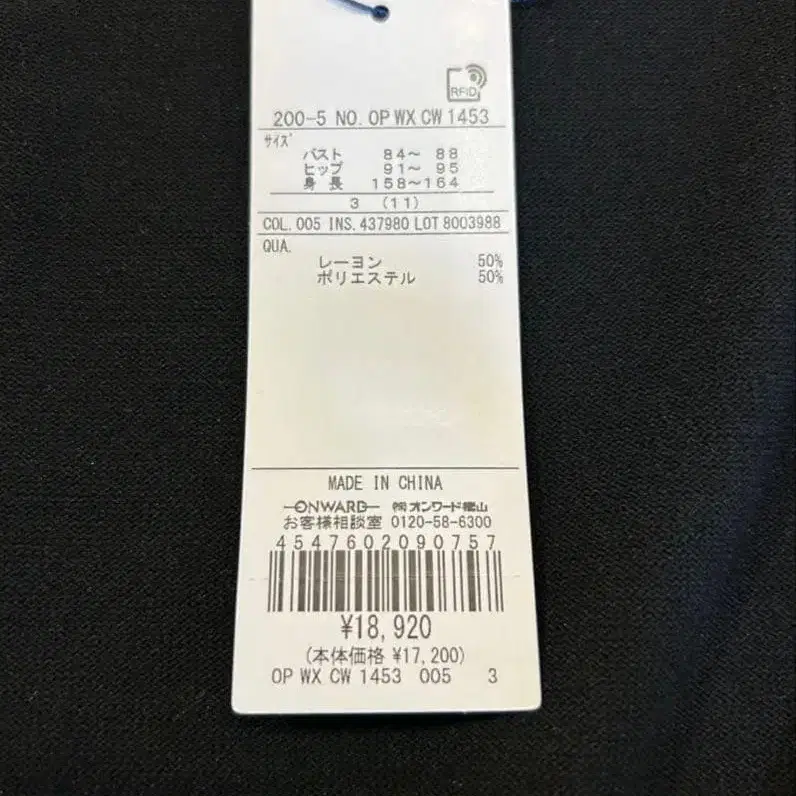 RFID
200-5 NO. OP WX CW 1453
サイズ
バスト 84～ 88
ヒップ 91～ 95
身 長 158～164
3 (11)
COL. 005 INS. 437980 LOT 8003988
QUA.
レーヨン 50%
ポリエステル 50%
MADE IN CHINA
ONWARD ㈱オンワード樫山
お客様相談室 0120-58-6300
4547602090757
¥18,920
(本体価格 ¥17,200)
OP WX CW 1453 005 3